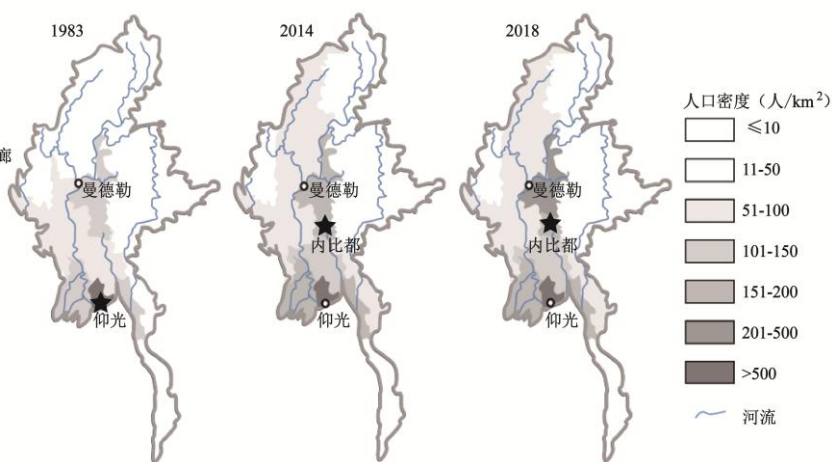 1983
2014
2018
廊
曼德勒
仰光
曼德勒
内比都
仰光
曼德勒
内比都
仰光
人口密度（人/km²）
≤10
11-50
51-100
101-150
151-200
201-500
>500
河流